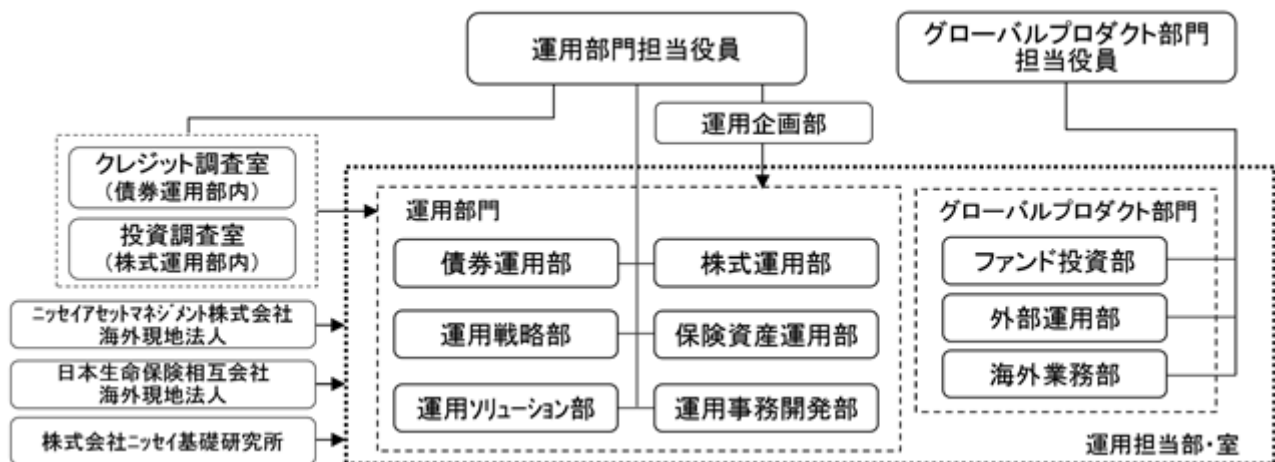 運用部門担当役員
グローバルプロダクト部門
担当役員
運用企画部
クレジット調査室
（債券運用部内）
投資調査室
（株式運用部内）
運用部門
債券運用部
株式運用部
運用戦略部
保険資産運用部
運用ソリューション部
運用事務開発部
グローバルプロダクト部門
ファンド投資部
外部運用部
海外業務部
ニッセイアセットマネジメント株式会社
海外現地法人
日本生命保険相互会社
海外現地法人
株式会社ニッセイ基礎研究所
運用担当部・室